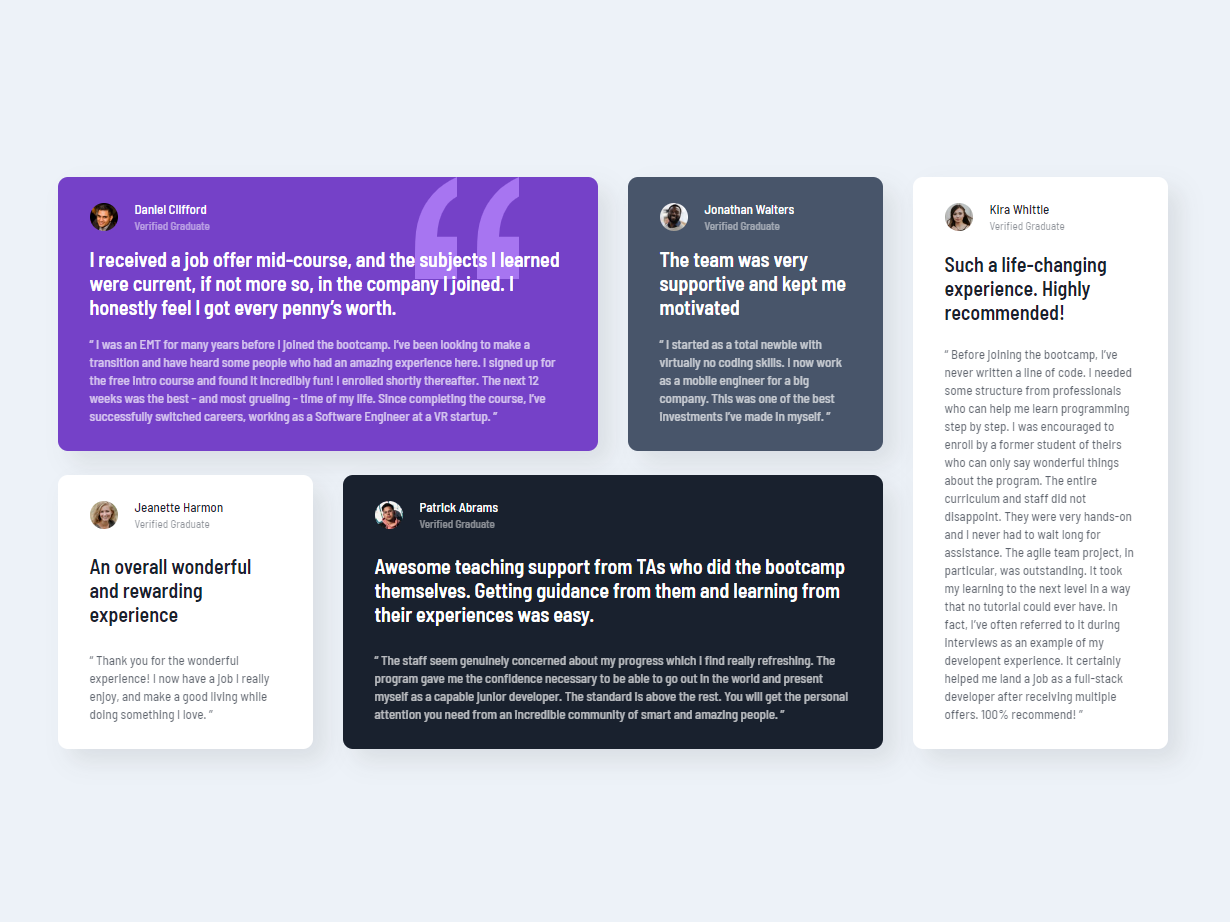 Daniel Clifford
Verified Graduate
I received a job offer mid-course, and the subjects I learned
were current, if not more so, in the company I joined. I
honestly feel I got every penny’s worth.
“ I was an EMT for many years before I joined the bootcamp. I’ve been looking to make a
transition and have heard some people who had an amazing experience here. I signed up for
the free intro course and found it incredibly fun! I enrolled shortly thereafter. The next 12
weeks was the best - and most grueling - time of my life. Since completing the course, I’ve
successfully switched careers, working as a Software Engineer at a VR startup. ”
Jonathan Walters
Verified Graduate
The team was very
supportive and kept me
motivated
“ I started as a total newbie with
virtually no coding skills. I now work
as a mobile engineer for a big
company. This was one of the best
investments I’ve made in myself. ”
Kira Whittle
Verified Graduate
Such a life-changing
experience. Highly
recommended!
“ Before joining the bootcamp, I’ve
never written a line of code. I needed
some structure from professionals
who can help me learn programming
step by step. I was encouraged to
enroll by a former student of theirs
who can only say wonderful things
about the program. The entire
curriculum and staff did not
disappoint. They were very hands-on
and I never had to wait long for
assistance. The agile team project, in
particular, was outstanding. It took
my learning to the next level in a way
that no tutorial could ever have. In
fact, I’ve often referred to it during
interviews as an example of my
developent experience. It certainly
helped me land a job as a full-stack
developer after receiving multiple
offers. 100% recommend! ”
Jeanette Harmon
Verified Graduate
An overall wonderful
and rewarding
experience
“ Thank you for the wonderful
experience! I now have a job I really
enjoy, and make a good living while
doing something I love. ”
Patrick Abrams
Verified Graduate
Awesome teaching support from TAs who did the bootcamp
themselves. Getting guidance from them and learning from
their experiences was easy.
“ The staff seem genuinely concerned about my progress which I find really refreshing. The
program gave me the confidence necessary to be able to go out in the world and present
myself as a capable junior developer. The standard is above the rest. You will get the personal
attention you need from an incredible community of smart and amazing people. ”